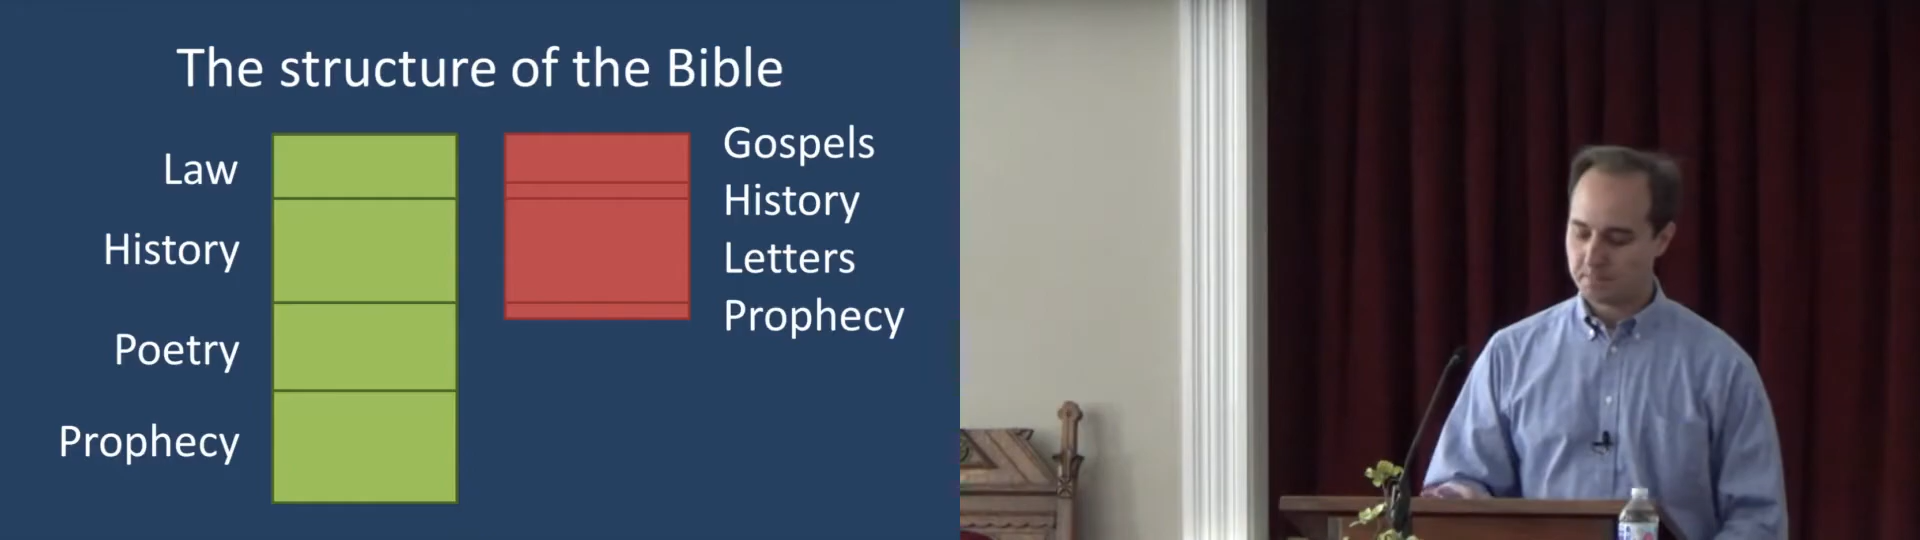 The structure of the Bible
Law
History
Poetry
Prophecy
Gospels
History
Letters
Prophecy